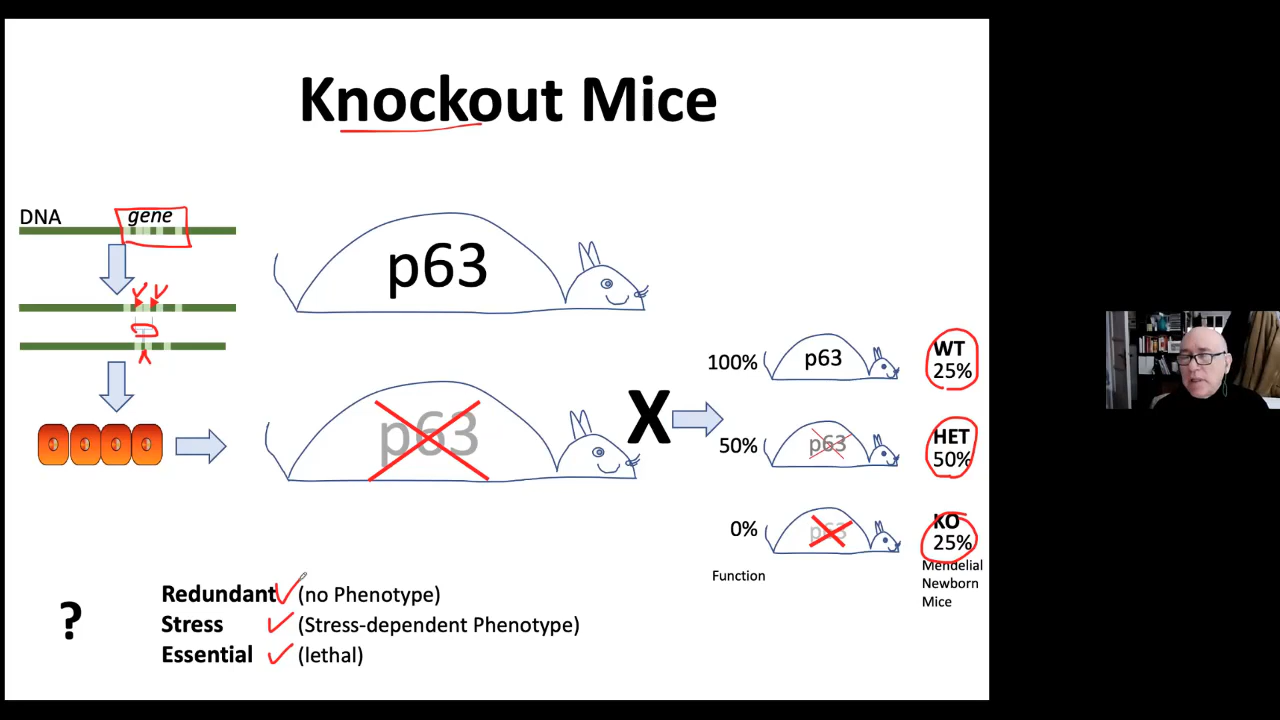 Knockout Mice
DNA
gene
p63
p63
X
100%
p63
WT
25%
50%
p63
HET
50%
0%
p63
KO
25%
Function
Mendelial
Newborn
Mice
?
Redundant (no Phenotype)
Stress (Stress-dependent Phenotype)
Essential (lethal)